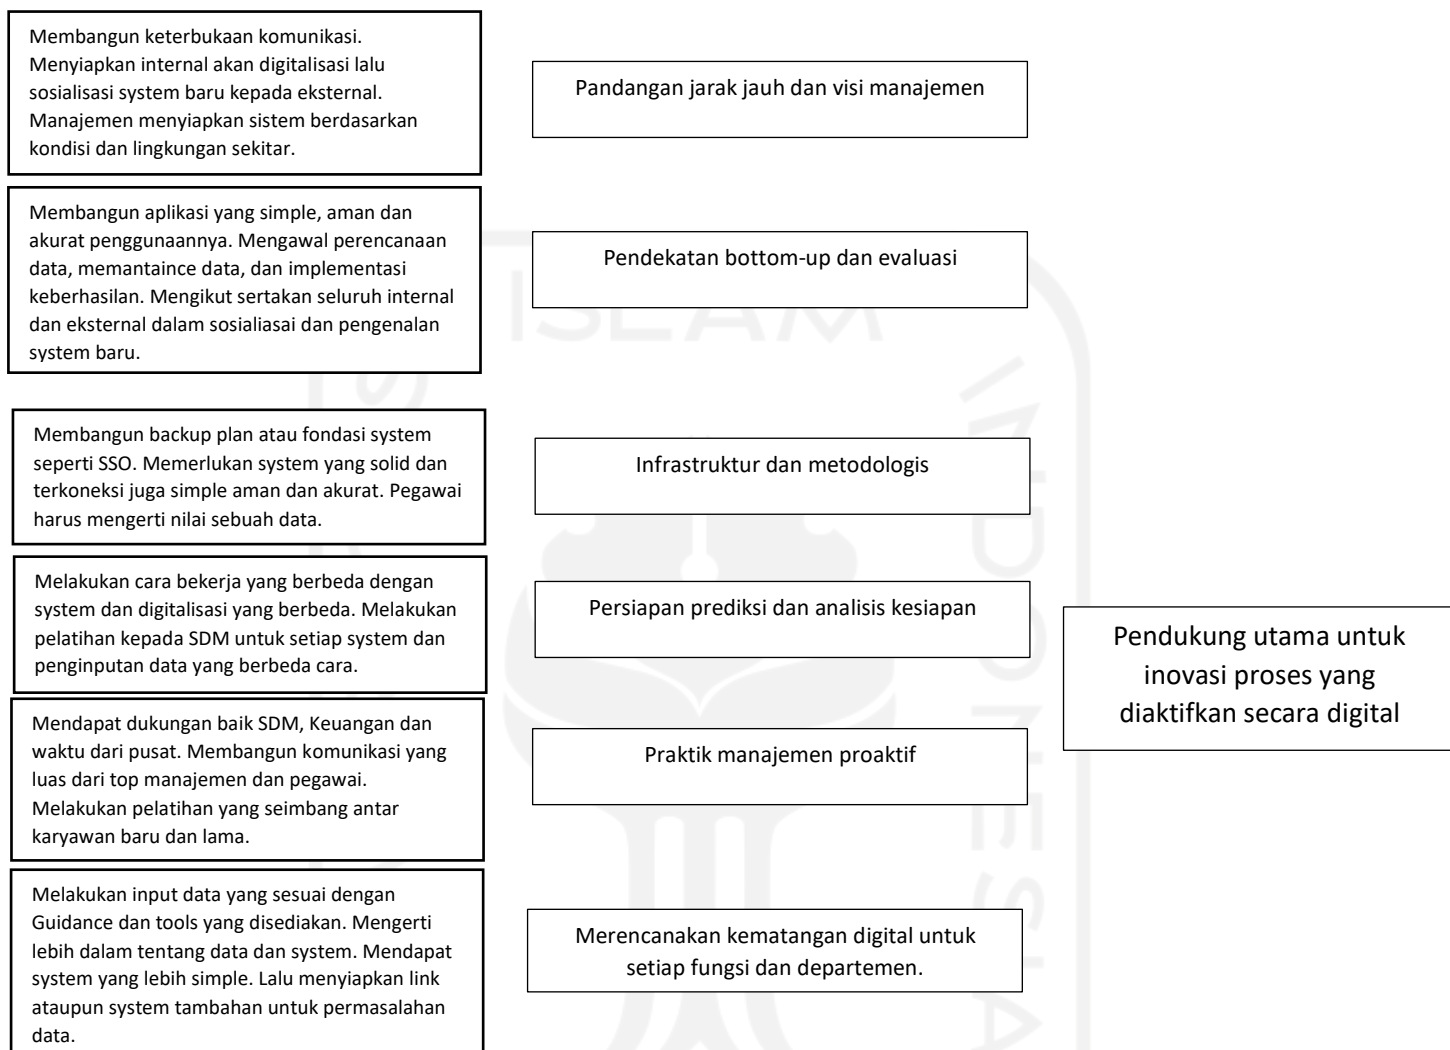 Membangun keterbukaan komunikasi.
Menyiapkan internal akan digitalisasi lalu
sosialisasi system baru kepada eksternal.
Manajemen menyiapkan sistem berdasarkan
kondisi dan lingkungan sekitar.
Pandangan jarak jauh dan visi manajemen
Membangun aplikasi yang simple, aman dan
akurat penggunaannya. Mengawal perencanaan
data, memantaince data, dan implementasi
keberhasilan. Mengikut sertakan seluruh internal
dan eksternal dalam sosialiasai dan pengenalan
system baru.
Pendekatan bottom-up dan evaluasi
Membangun backup plan atau fondasi system
seperti SSO. Memerlukan system yang solid dan
terkoneksi juga simple aman dan akurat. Pegawai
harus mengerti nilai sebuah data.
Infrastruktur dan metodologis
Melakukan cara bekerja yang berbeda dengan
system dan digitalisasi yang berbeda. Melakukan
pelatihan kepada SDM untuk setiap system dan
penginputan data yang berbeda cara.
Persiapan prediksi dan analisis kesiapan
Mendapat dukungan baik SDM, Keuangan dan
waktu dari pusat. Membangun komunikasi yang
luas dari top manajemen dan pegawai.
Melakukan pelatihan yang seimbang antar
karyawan baru dan lama.
Praktik manajemen proaktif
Melakukan input data yang sesuai dengan
Guidance dan tools yang disediakan. Mengerti
lebih dalam tentang data dan system. Mendapat
system yang lebih simple. Lalu menyiapkan link
ataupun system tambahan untuk permasalahan
data.
Merencanakan kematangan digital untuk
setiap fungsi dan departemen.
Pendukung utama untuk
inovasi proses yang
diaktifkan secara digital
ISLAM
INDONESIA